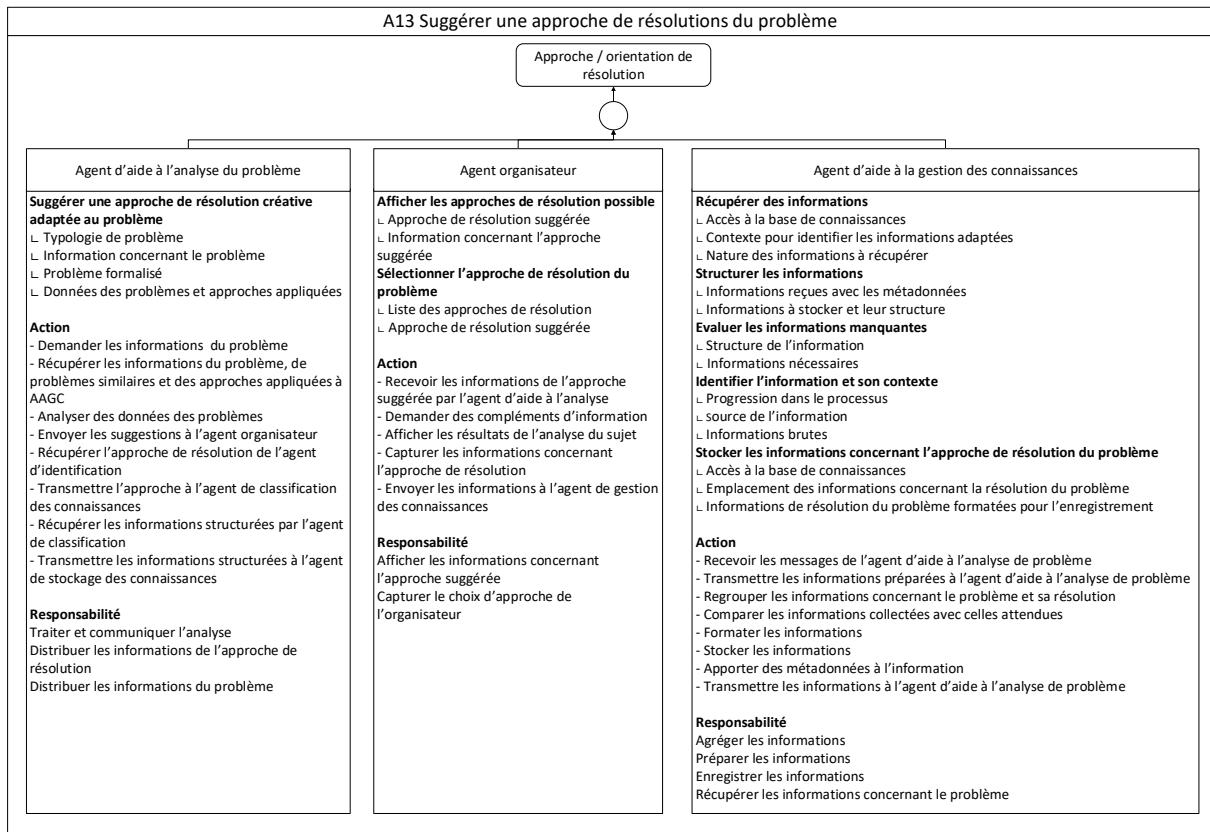 A13 Suggérer une approche de résolutions du problème
Approche / orientation de
résolution
Agent d’aide à l’analyse du problème
Suggérer une approche de résolution créative
adaptée au problème
∟ Typologie de problème
∟ Information concernant le problème
∟ Problème formalisé
∟ Données des problèmes et approches appliquées
Action
- Demander les informations  du problème
- Récupérer les informations du problème, de
problèmes similaires et des approches appliquées à
AAGC
- Analyser des données des problèmes
- Envoyer les suggestions à l’agent organisateur
- Récupérer l’approche de résolution de l’agent
d’identification
- Transmettre l’approche à l’agent de classification
des connaissances
- Récupérer les informations structurées par l’agent
de classification
- Transmettre les informations structurées à l’agent
de stockage des connaissances
Responsabilité
Traiter et communiquer l’analyse
Distribuer les informations de l’approche de
résolution
Distribuer les informations du problème
Agent organisateur
Afficher les approches de résolution possible
∟ Approche de résolution suggérée
∟ Information concernant l’approche
suggérée
Sélectionner l’approche de résolution du
problème
∟ Liste des approches de résolution
∟ Approche de résolution suggérée
Action
- Recevoir les informations de l’approche
suggérée par l’agent d’aide à l’analyse
- Demander des compléments d’information
- Afficher les résultats de l’analyse du sujet
- Capturer les informations concernant
l’approche de résolution
- Envoyer les informations à l’agent de gestion
des connaissances
Responsabilité
Afficher les informations concernant
l’approche suggérée
Capturer le choix d’approche de
l’organisateur
Agent d’aide à la gestion des connaissances
Récupérer des informations
∟ Accès à la base de connaissances
∟ Contexte pour identifier les informations adaptées
∟ Nature des informations à récupérer
Structurer les informations
∟ Informations reçues avec les métadonnées
∟ Informations à stocker et leur structure
Evaluer les informations manquantes
∟ Structure de l’information
∟ Informations nécessaires
Identifier l’information et son contexte
∟ Progression dans le processus
∟ source de l’information
∟ Informations brutes
Stocker les informations concernant l’approche de résolution du problème
∟ Accès à la base de connaissances
∟ Emplacement des informations concernant la résolution du problème
∟ Informations de résolution du problème formatées pour l’enregistrement
Action
- Recevoir les messages de l’agent d’aide à l’analyse de problème
- Transmettre les informations préparées à l’agent d’aide à l’analyse de problème
- Regrouper les informations concernant le problème et sa résolution
- Comparer les informations collectées avec celles attendues
- Formater les informations
- Stocker les informations
- Apporter des métadonnées à l’information
- Transmettre les informations à l’agent d’aide à l’analyse de problème
Responsabilité
Agréger les informations
Préparer les informations
Enregistrer les informations
Récupérer les informations concernant le problème